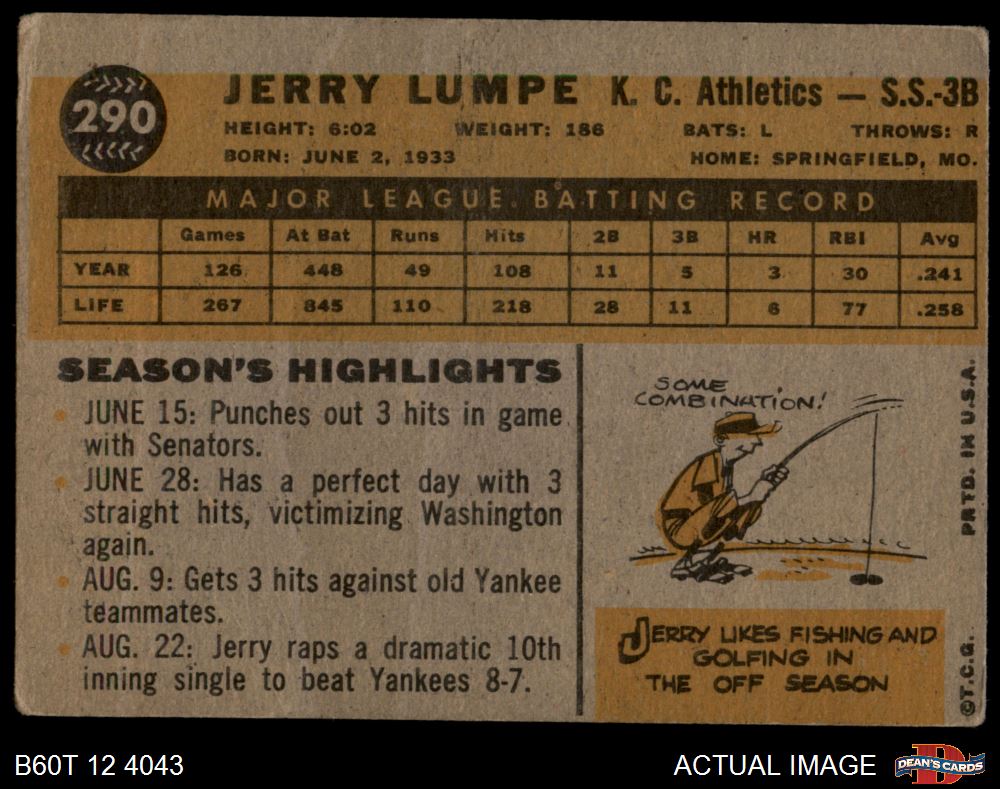 290
JERRY LUMPE K. C. Athletics — S.S.-3B
HEIGHT: 6:02 WEIGHT: 186 BATS: L THROWS: R
BORN: JUNE 2, 1933 HOME: SPRINGFIELD, MO.
MAJOR LEAGUE BATTING RECORD
Games At Bat Runs Hits 2B 3B HR RBI Avg
YEAR 126 448 49 108 11 5 3 30 .241
LIFE 267 845 110 218 28 11 6 77 .258
SEASON'S HIGHLIGHTS
JUNE 15: Punches out 3 hits in game
with Senators.
JUNE 28: Has a perfect day with 3
straight hits, victimizing Washington
again.
AUG. 9: Gets 3 hits against old Yankee
teammates.
AUG. 22: Jerry raps a dramatic 10th
inning single to beat Yankees 8-7.
SOME
COMBINATION!
JERRY LIKES FISHING AND
GOLFING IN
THE OFF SEASON
©T.C.G. PRTD. IN U.S.A.
B60T 12 4043 ACTUAL IMAGE
D
DEAN'S CARDS